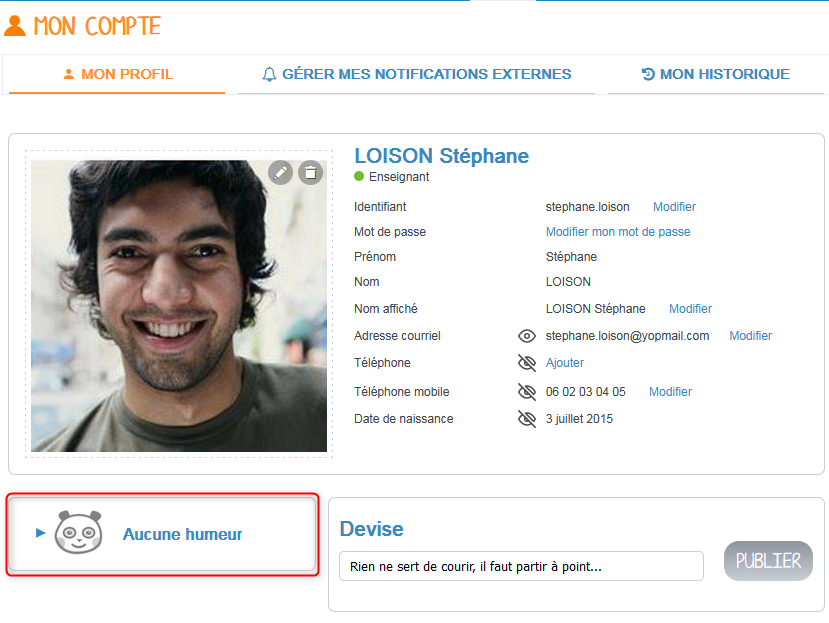 MON COMPTE
MON PROFIL GÉRER MES NOTIFICATIONS EXTERNES MON HISTORIQUE
LOISON Stéphane
Enseignant
Identifiant stephane.loison Modifier
Mot de passe Modifier mon mot de passe
Prénom Stéphane
Nom LOISON
Nom affiché LOISON Stéphane Modifier
Adresse courriel stephane.loison@yopmail.com Modifier
Téléphone Ajouter
Téléphone mobile 06 02 03 04 05 Modifier
Date de naissance 3 juillet 2015
Aucune humeur
Devise
Rien ne sert de courir, il faut partir à point...
PUBLIER